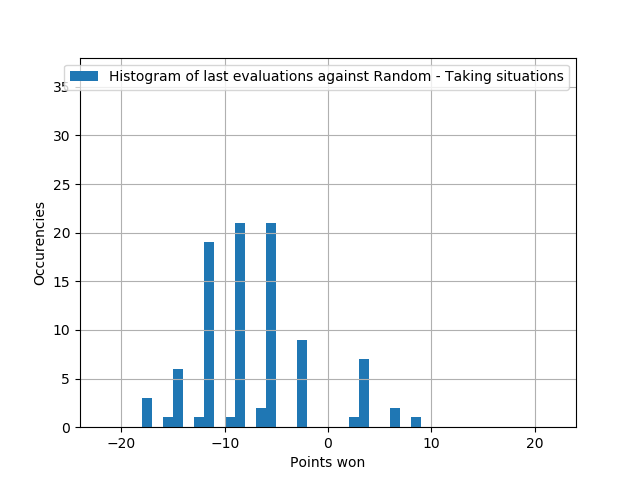 Histogram of last evaluations against Random - Taking situations
35
30
25
20
15
10
5
0
Occurencies
−20 −10 0 10 20
Points won